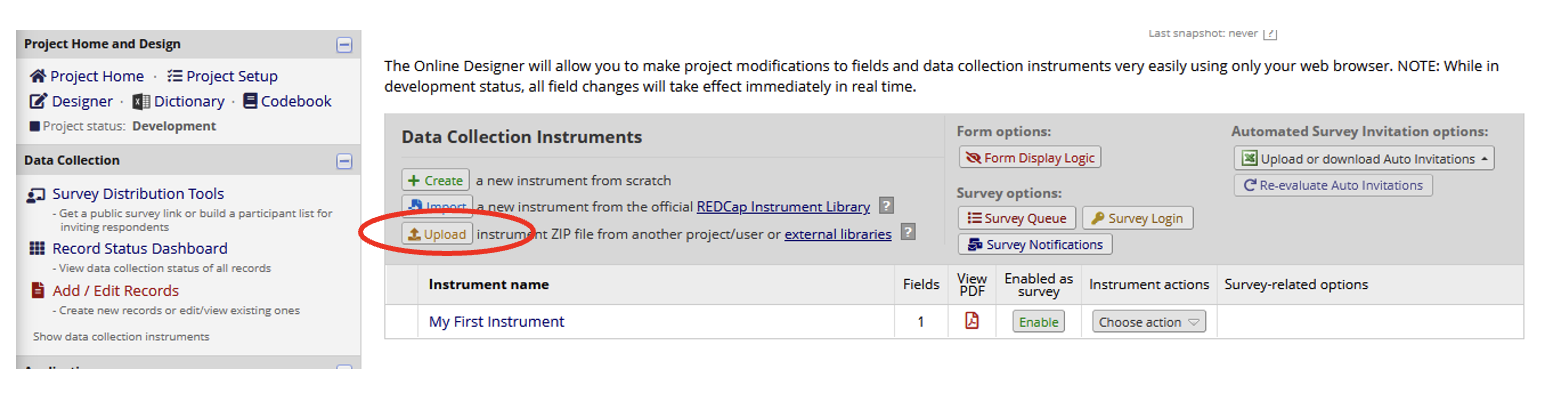 Project Home and Design
Project Home · Project Setup
Designer · Dictionary · Codebook
Project status: Development
Data Collection
Survey Distribution Tools
- Get a public survey link or build a participant list for
inviting respondents
Record Status Dashboard
- View data collection status of all records
Add / Edit Records
- Create new records or edit/view existing ones
Show data collection instruments
Last snapshot: never [?]
The Online Designer will allow you to make project modifications to fields and data collection instruments very easily using only your web browser. NOTE: While in
development status, all field changes will take effect immediately in real time.
Data Collection Instruments
+ Create a new instrument from scratch
Import a new instrument from the official REDCap Instrument Library ?
Upload instrument ZIP file from another project/user or external libraries ?
Form options:
Form Display Logic
Survey options:
Survey Queue Survey Login
Survey Notifications
Automated Survey Invitation options:
Upload or download Auto Invitations
Re-evaluate Auto Invitations
Instrument name Fields View PDF Enabled as survey Instrument actions Survey-related options
My First Instrument 1 Enable Choose action